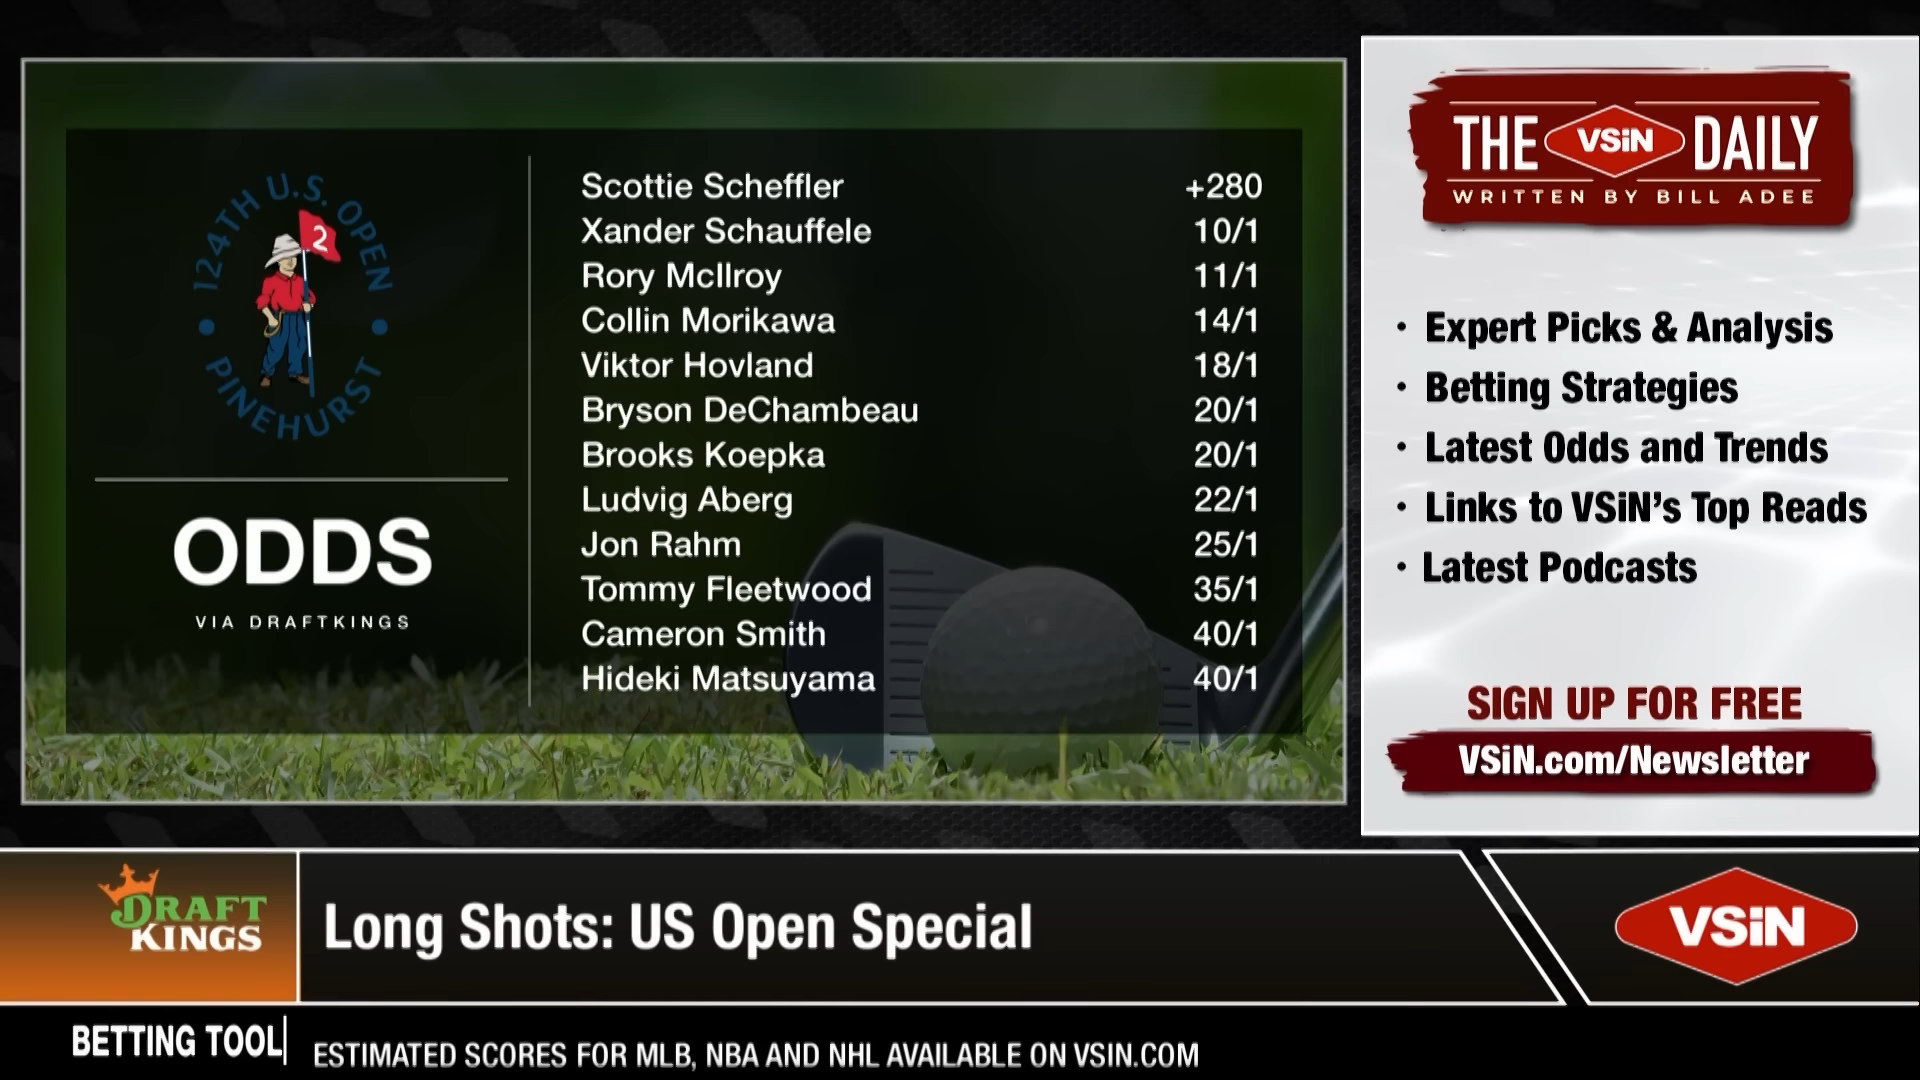 124TH U.S. OPEN
2
PINEHURST
ODDS
VIA DRAFTKINGS
Scottie Scheffler +280
Xander Schauffele 10/1
Rory McIlroy 11/1
Collin Morikawa 14/1
Viktor Hovland 18/1
Bryson DeChambeau 20/1
Brooks Koepka 20/1
Ludvig Aberg 22/1
Jon Rahm 25/1
Tommy Fleetwood 35/1
Cameron Smith 40/1
Hideki Matsuyama 40/1
THE VSiN DAILY
WRITTEN BY BILL ADEE
• Expert Picks & Analysis
• Betting Strategies
• Latest Odds and Trends
• Links to VSiN's Top Reads
• Latest Podcasts
SIGN UP FOR FREE
VSiN.com/Newsletter
DRAFT
KINGS
Long Shots: US Open Special
VSiN
BETTING TOOL
ESTIMATED SCORES FOR MLB, NBA AND NHL AVAILABLE ON VSIN.COM